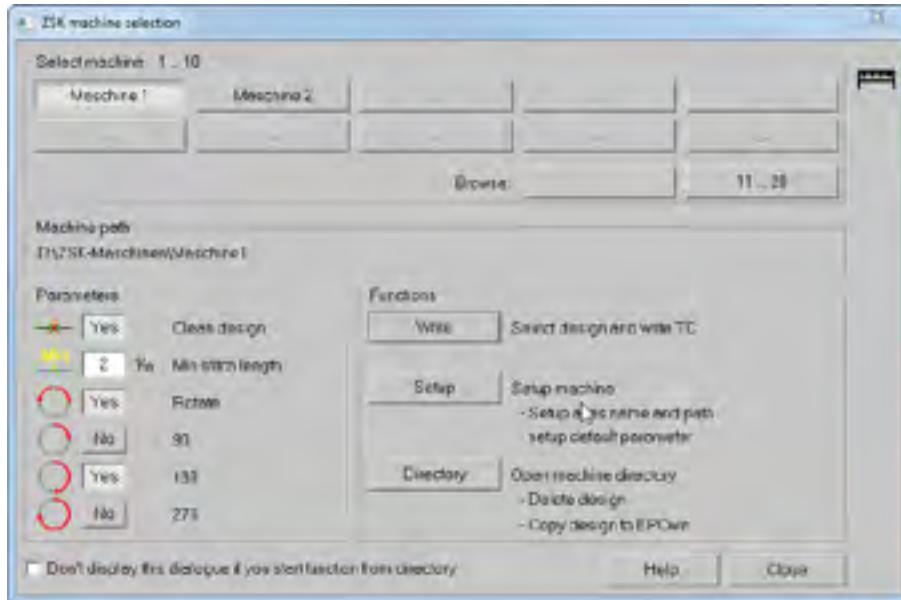 ZSK machine selection
Select machine 1 .. 10
Maschine 1 Maschine 2
Browse: 11 .. 20
Machine path
Parameters
Yes Clean design
2 Min stitch length
Yes Rotate
No 90
Yes 180
No 270
Functions
Write Select design and write TC
Setup Setup machine
- Setup name and path
setup default parameter
Directory Open machine directory
- Delete design
- Copy design to EPCwin
Don't display this dialogue if you start function from directory
Help Close